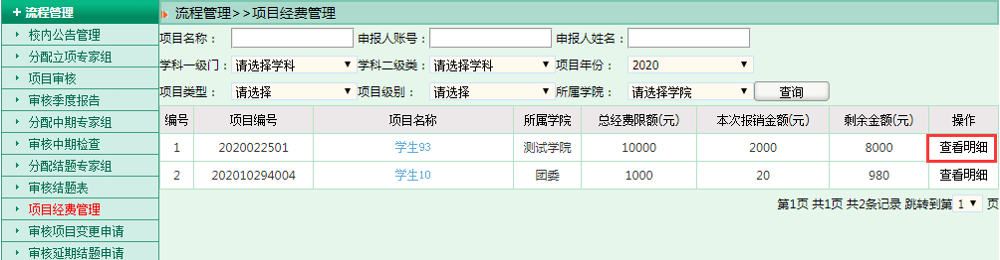 流程管理
校内公告管理
分配立项专家组
项目审核
审核季度报告
分配中期专家组
审核中期检查
分配结题专家组
审核结题表
项目经费管理
审核项目变更申请
审核延期结题申请
流程管理>>项目经费管理
项目名称： 申报人账号： 申报人姓名：
学科一级门： 请选择学科 学科二级类： 请选择学科 项目年份： 2020
项目类型： 请选择 项目级别： 请选择 所属学院： 请选择学院 查询
编号 项目编号 项目名称 所属学院 总经费限额(元) 本次报销金额(元) 剩余金额(元) 操作
1 2020022501 学生93 测试学院 10000 2000 8000 查看明细
2 202010294004 学生10 团委 1000 20 980 查看明细
第1页 共1页 共2条记录 跳转到第 1 页